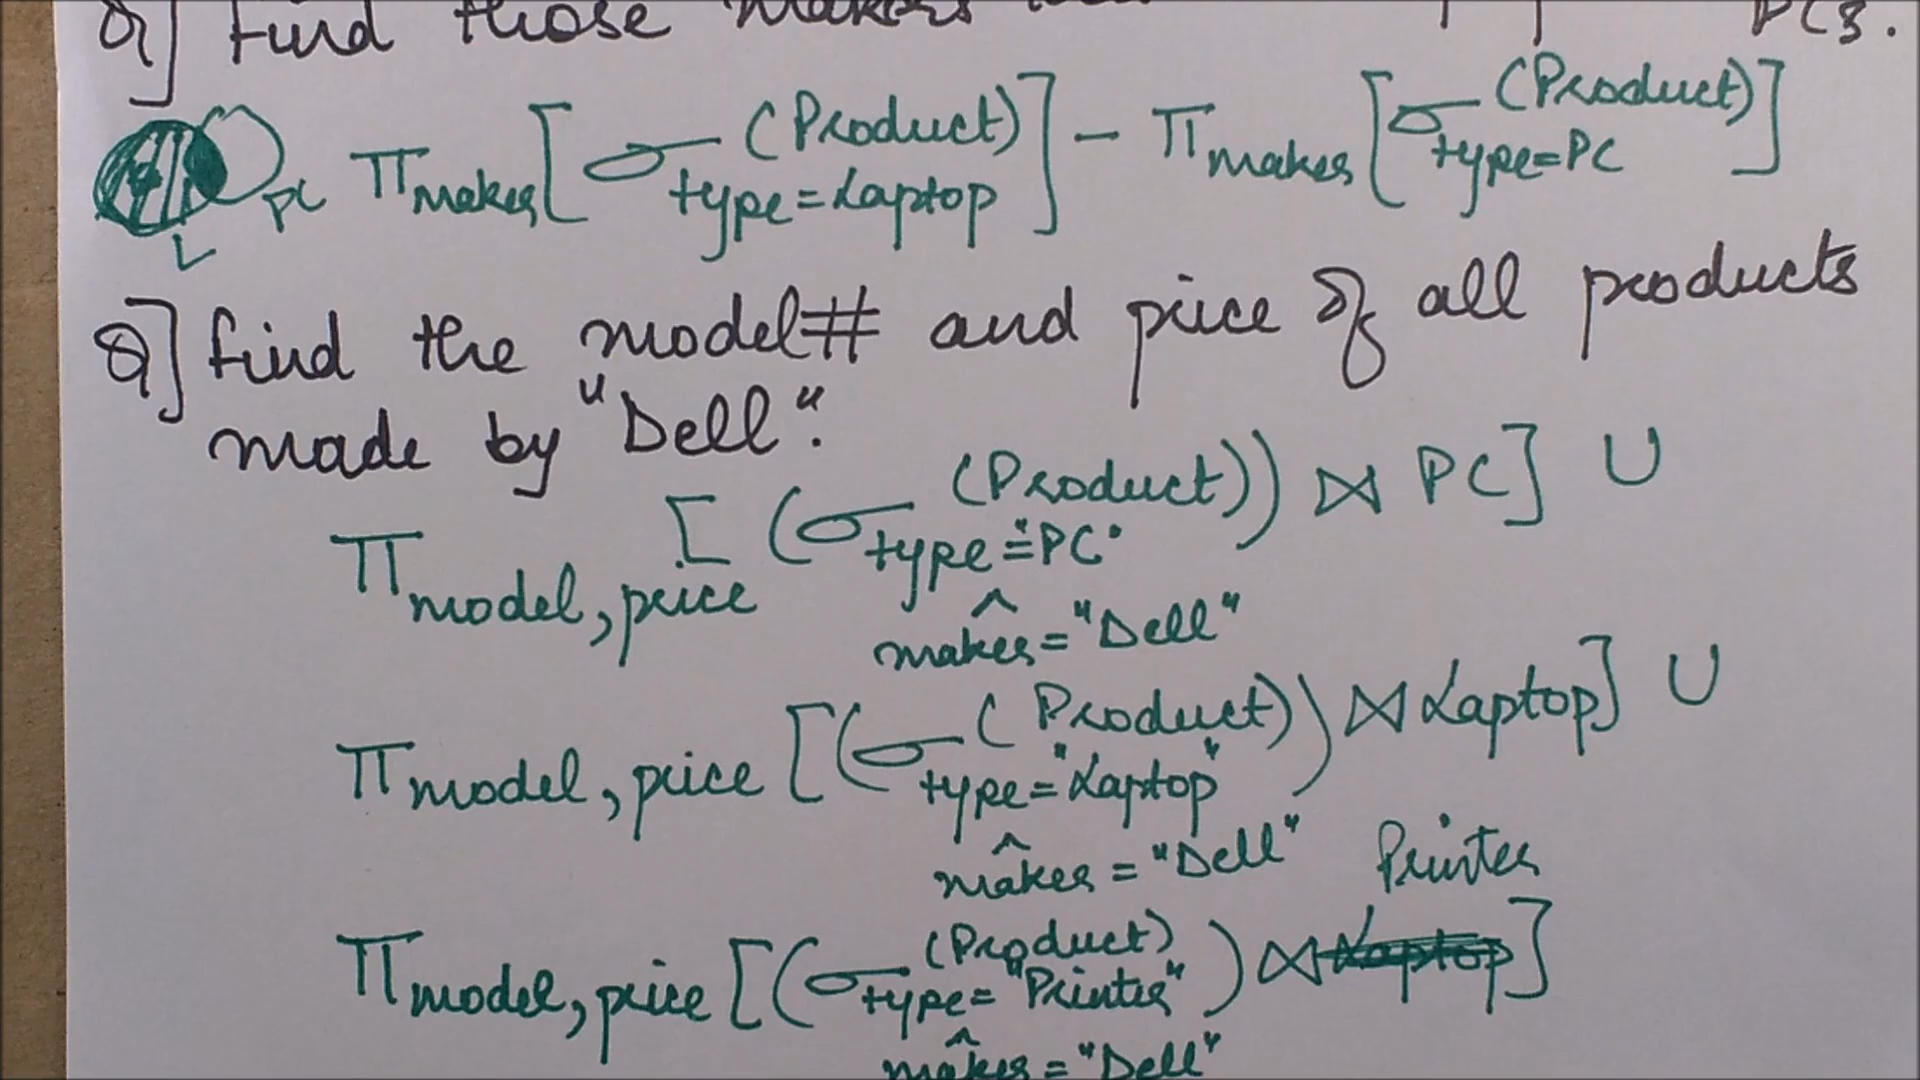 Q] Find those makers
PCs.
π maker [ σ type=Laptop (Product) ] − π maker [ σ type=PC (Product) ]
L PC
Q] find the model# and price of all products
made by "Dell".
π model, price [ ( σ type="PC" ^ maker="Dell" (Product)) ⋈ PC] ∪
π model, price [ ( σ type="Laptop" ^ maker="Dell" (Product)) ⋈ Laptop] ∪
π model, price [ ( σ type="Printer" ^ maker="Dell" (Product) ) ⋈ Printer ]